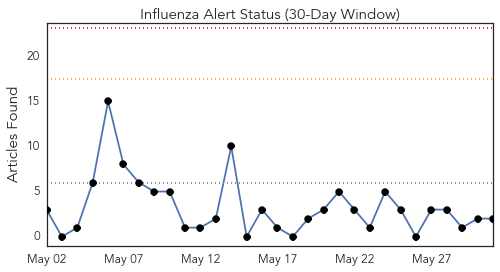 Influenza Alert Status (30-Day Window)
Articles Found
20
15
10
5
0
May 02 May 07 May 12 May 17 May 22 May 27